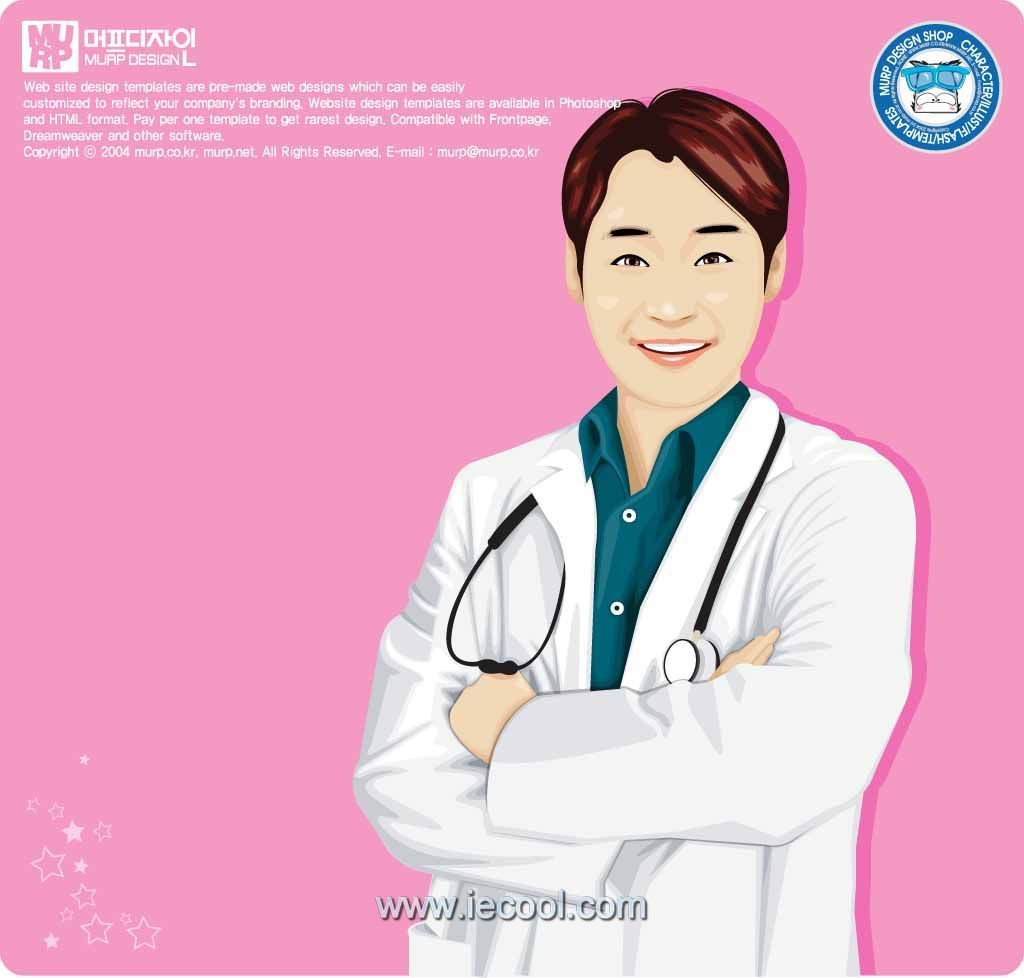 MURP
머프디자인
MURP DESIGN
Web site design templates are pre-made web designs which can be easily
customized to reflect your company's branding. Website design templates are available in Photoshop
and HTML format. Pay per one template to get rarest design. Compatible with Frontpage,
Dreamweaver and other software.
Copyright ⓒ 2004 murp.co.kr, murp.net. All Rights Reserved. E-mail : murp@murp.co.kr
MURP DESIGN SHOP CHARACTER/ILLUST/FLASH/TEMPLATES
www.iecool.com